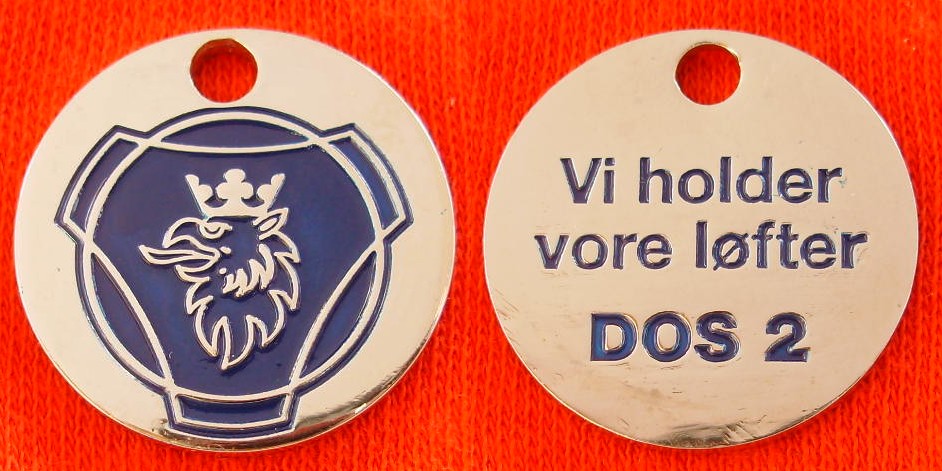 Vi holder
vore løfter
DOS 2